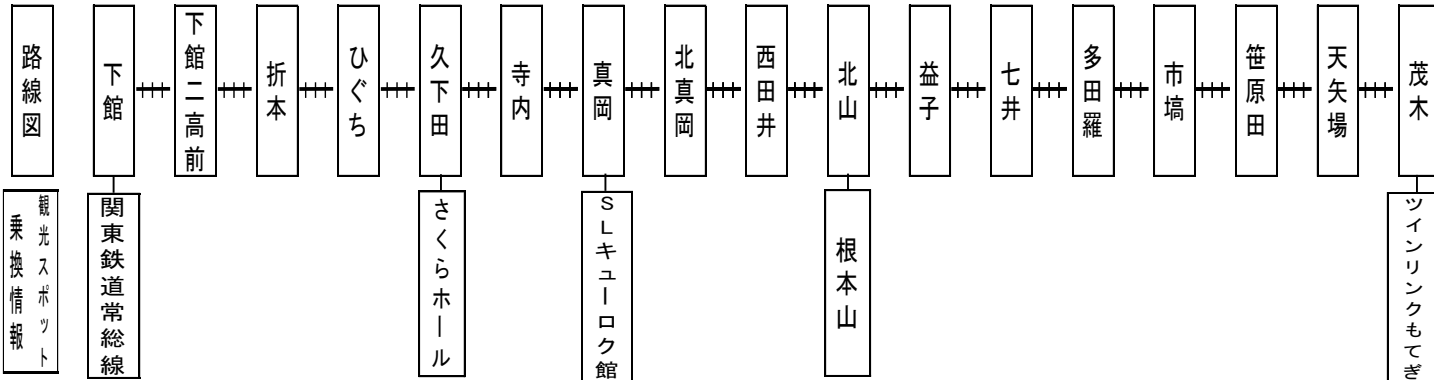 路線図
下館
下館二高前
折本
ひぐち
久下田
寺内
真岡
北真岡
西田井
北山
益子
七井
多田羅
市塙
笹原田
天矢場
茂木
観光スポット
乗換情報
関東鉄道常総線
さくらホール
SLキューロク館
根本山
ツインリンクもてぎ